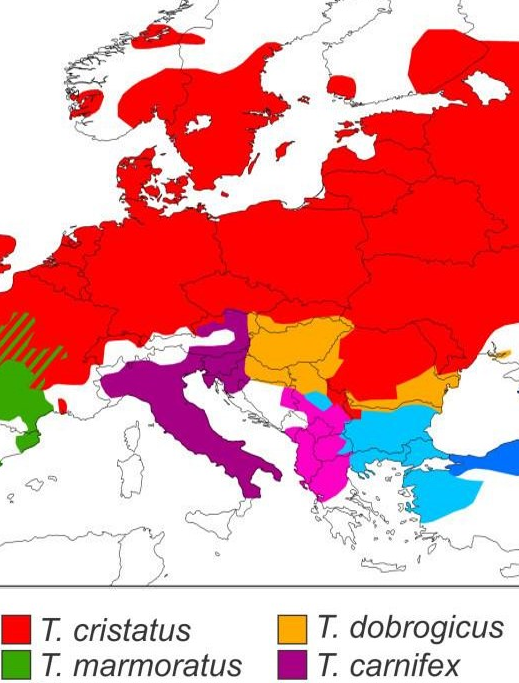 T. cristatus
T. dobrogicus
T. marmoratus
T. carnifex